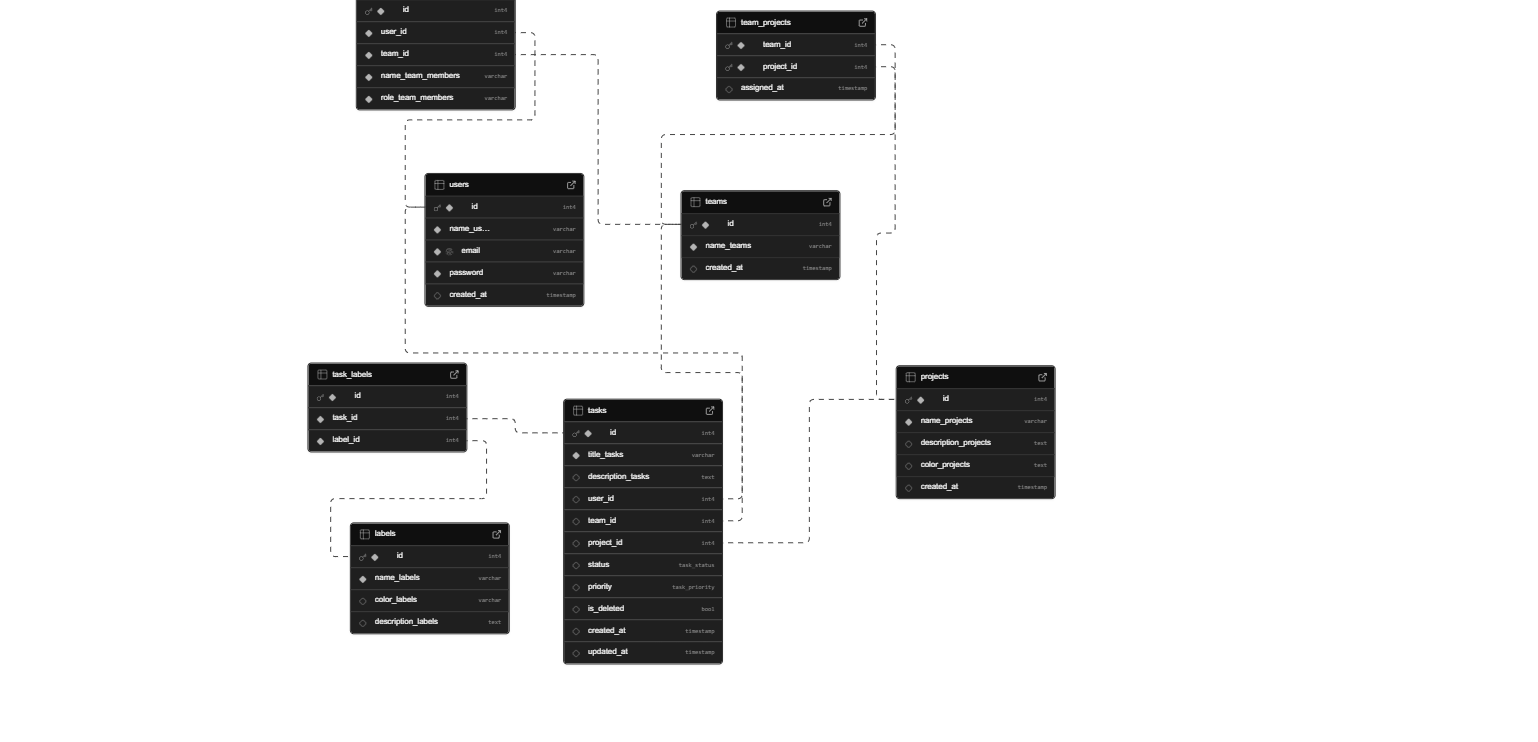 id int4
user_id int4
team_id int4
name_team_members varchar
role_team_members varchar
team_projects
team_id int4
project_id int4
assigned_at timestamp
users
id int4
name_us... varchar
email varchar
password varchar
created_at timestamp
teams
id int4
name_teams varchar
created_at timestamp
task_labels
id int4
task_id int4
label_id int4
tasks
id int4
title_tasks varchar
description_tasks text
user_id int4
team_id int4
project_id int4
status task_status
priority task_priority
is_deleted bool
created_at timestamp
updated_at timestamp
projects
id int4
name_projects varchar
description_projects text
color_projects text
created_at timestamp
labels
id int4
name_labels varchar
color_labels varchar
description_labels text